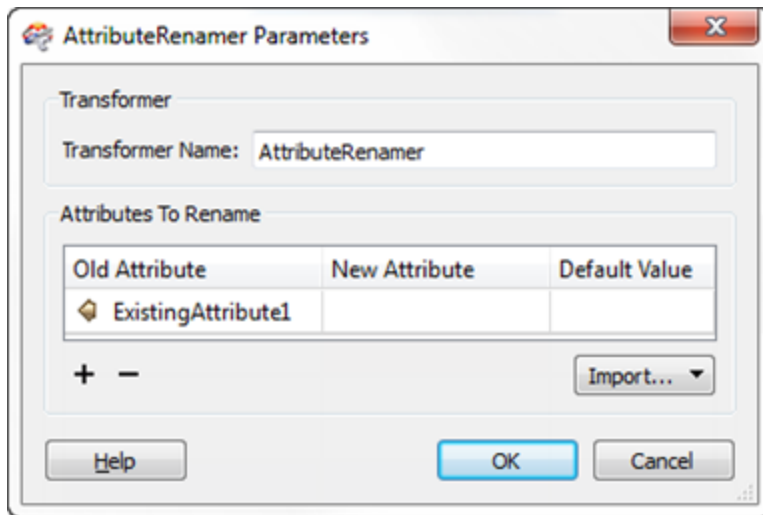 AttributeRenamer Parameters
Transformer
Transformer Name: AttributeRenamer
Attributes To Rename
Old Attribute New Attribute Default Value
ExistingAttribute1
+ − Import...
Help OK Cancel